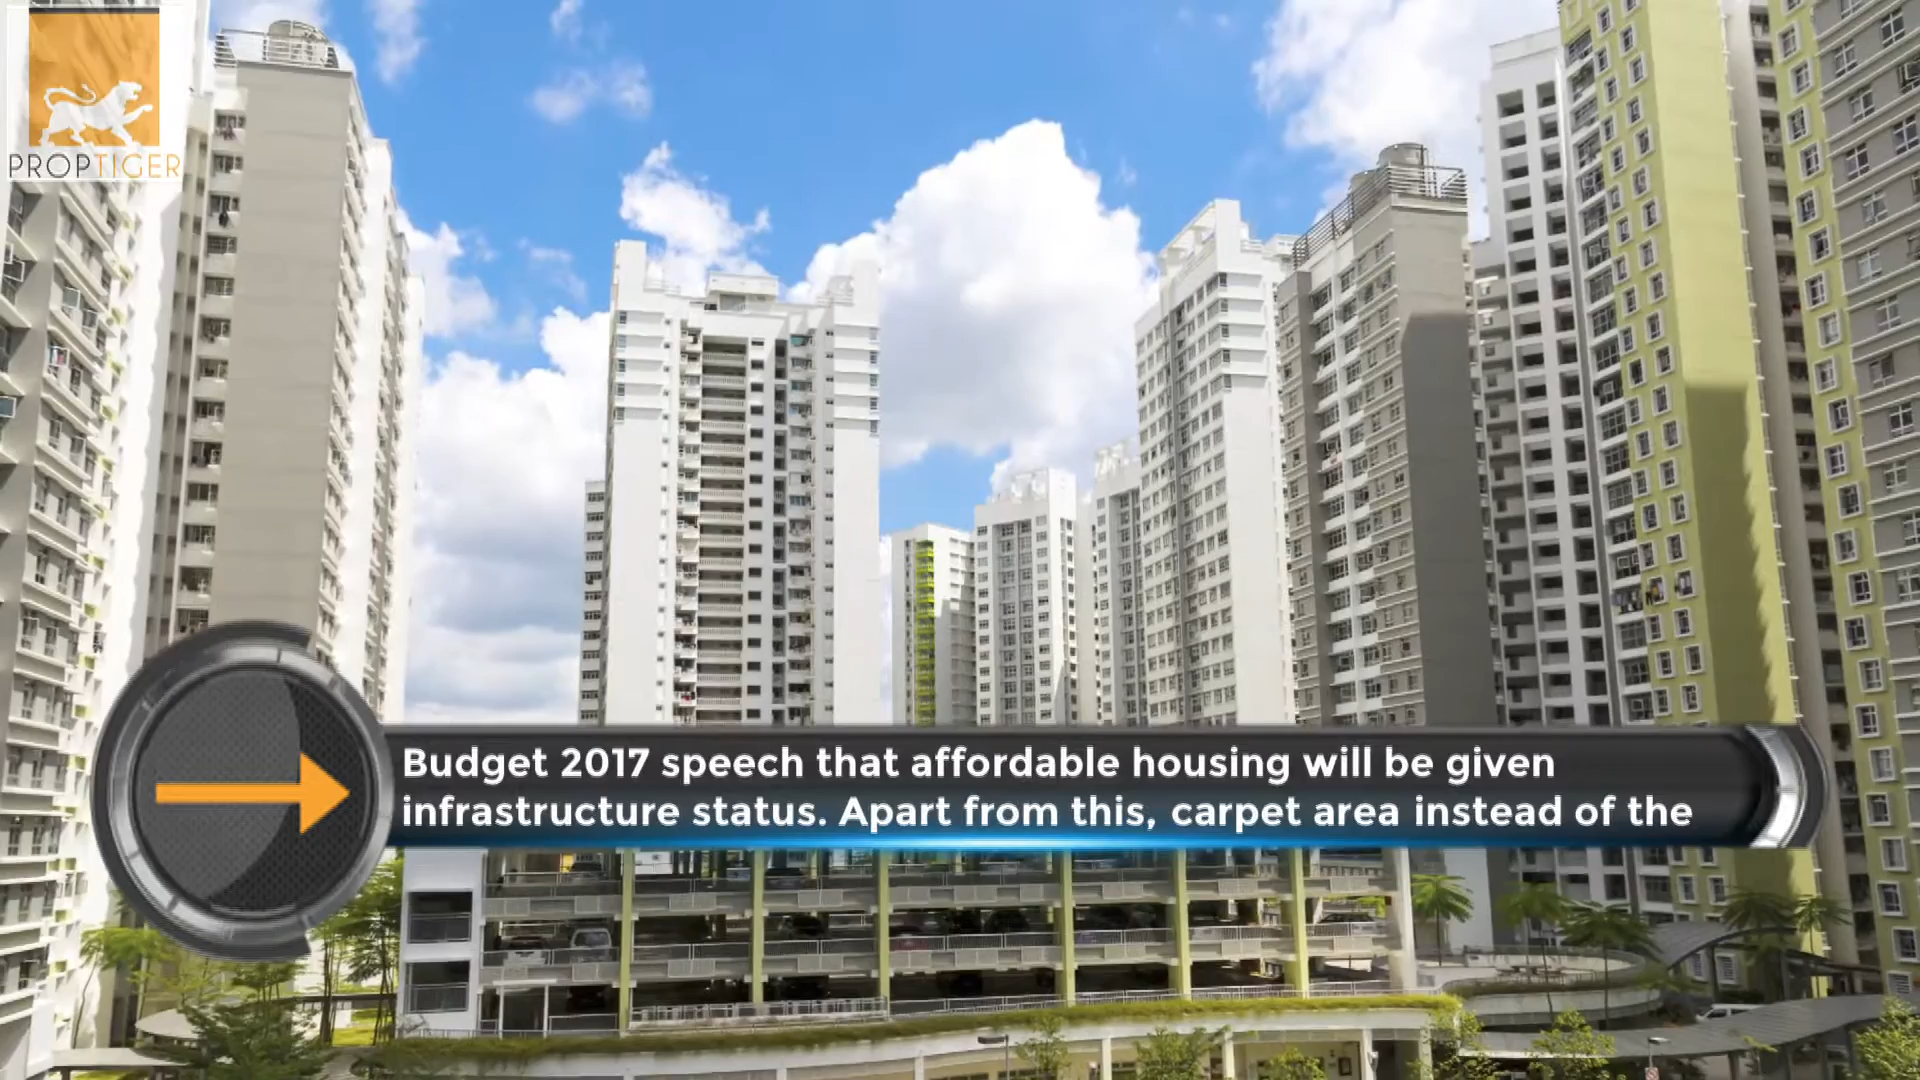 PROPTIGER
Budget 2017 speech that affordable housing will be given
infrastructure status. Apart from this, carpet area instead of the